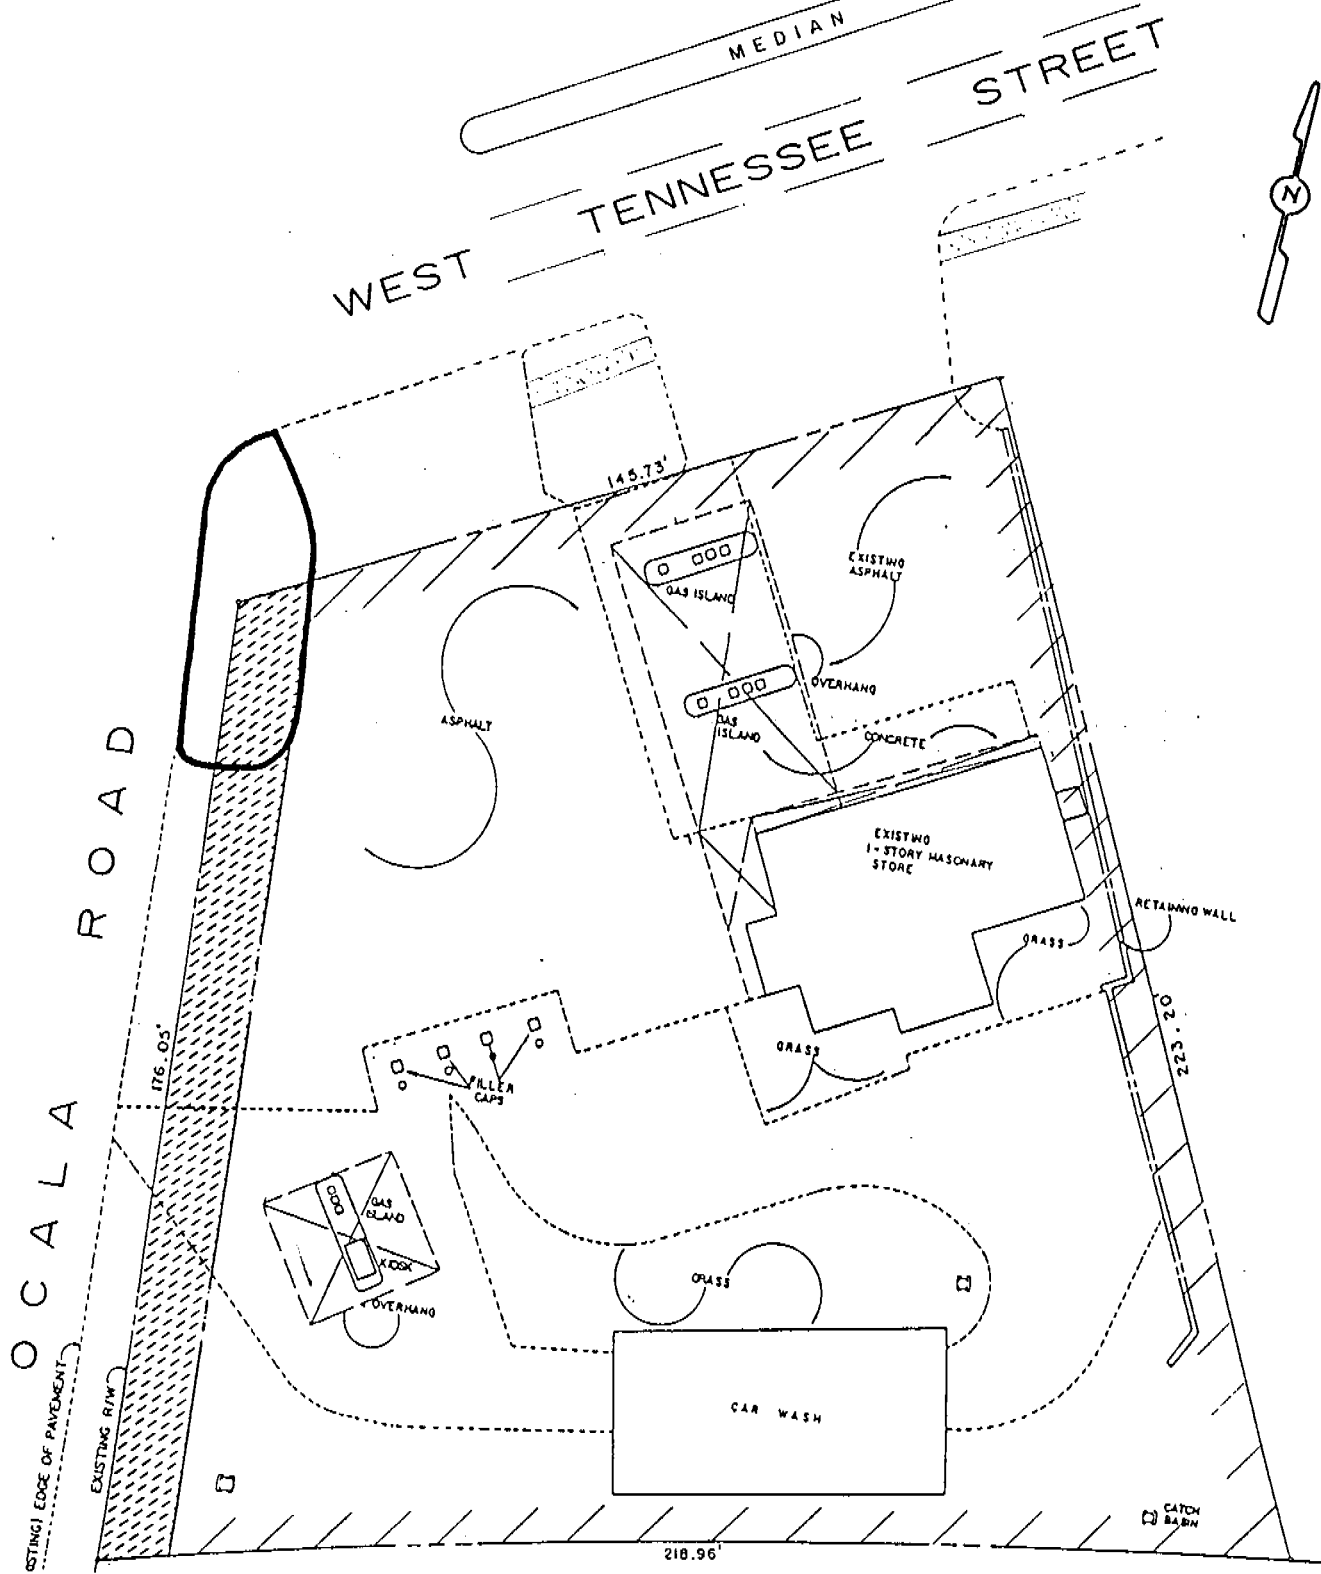 MEDIAN
WEST TENNESSEE STREET
N
145.73'
EXISTING
ASPHALT
GAS ISLAND
OVERHANG
GAS
ISLAND
CONCRETE
ASPHALT
EXISTING
1-STORY MASONARY
STORE
RETAINING WALL
GRASS
223.20'
OCALA ROAD
176.05'
GRASS
FILLER
CAPS
GAS
ISLAND
KIOSK
OVERHANG
GRASS
CAR WASH
EDGE OF PAVEMENT
EXISTING R/W
CATCH
BASIN
218.96'